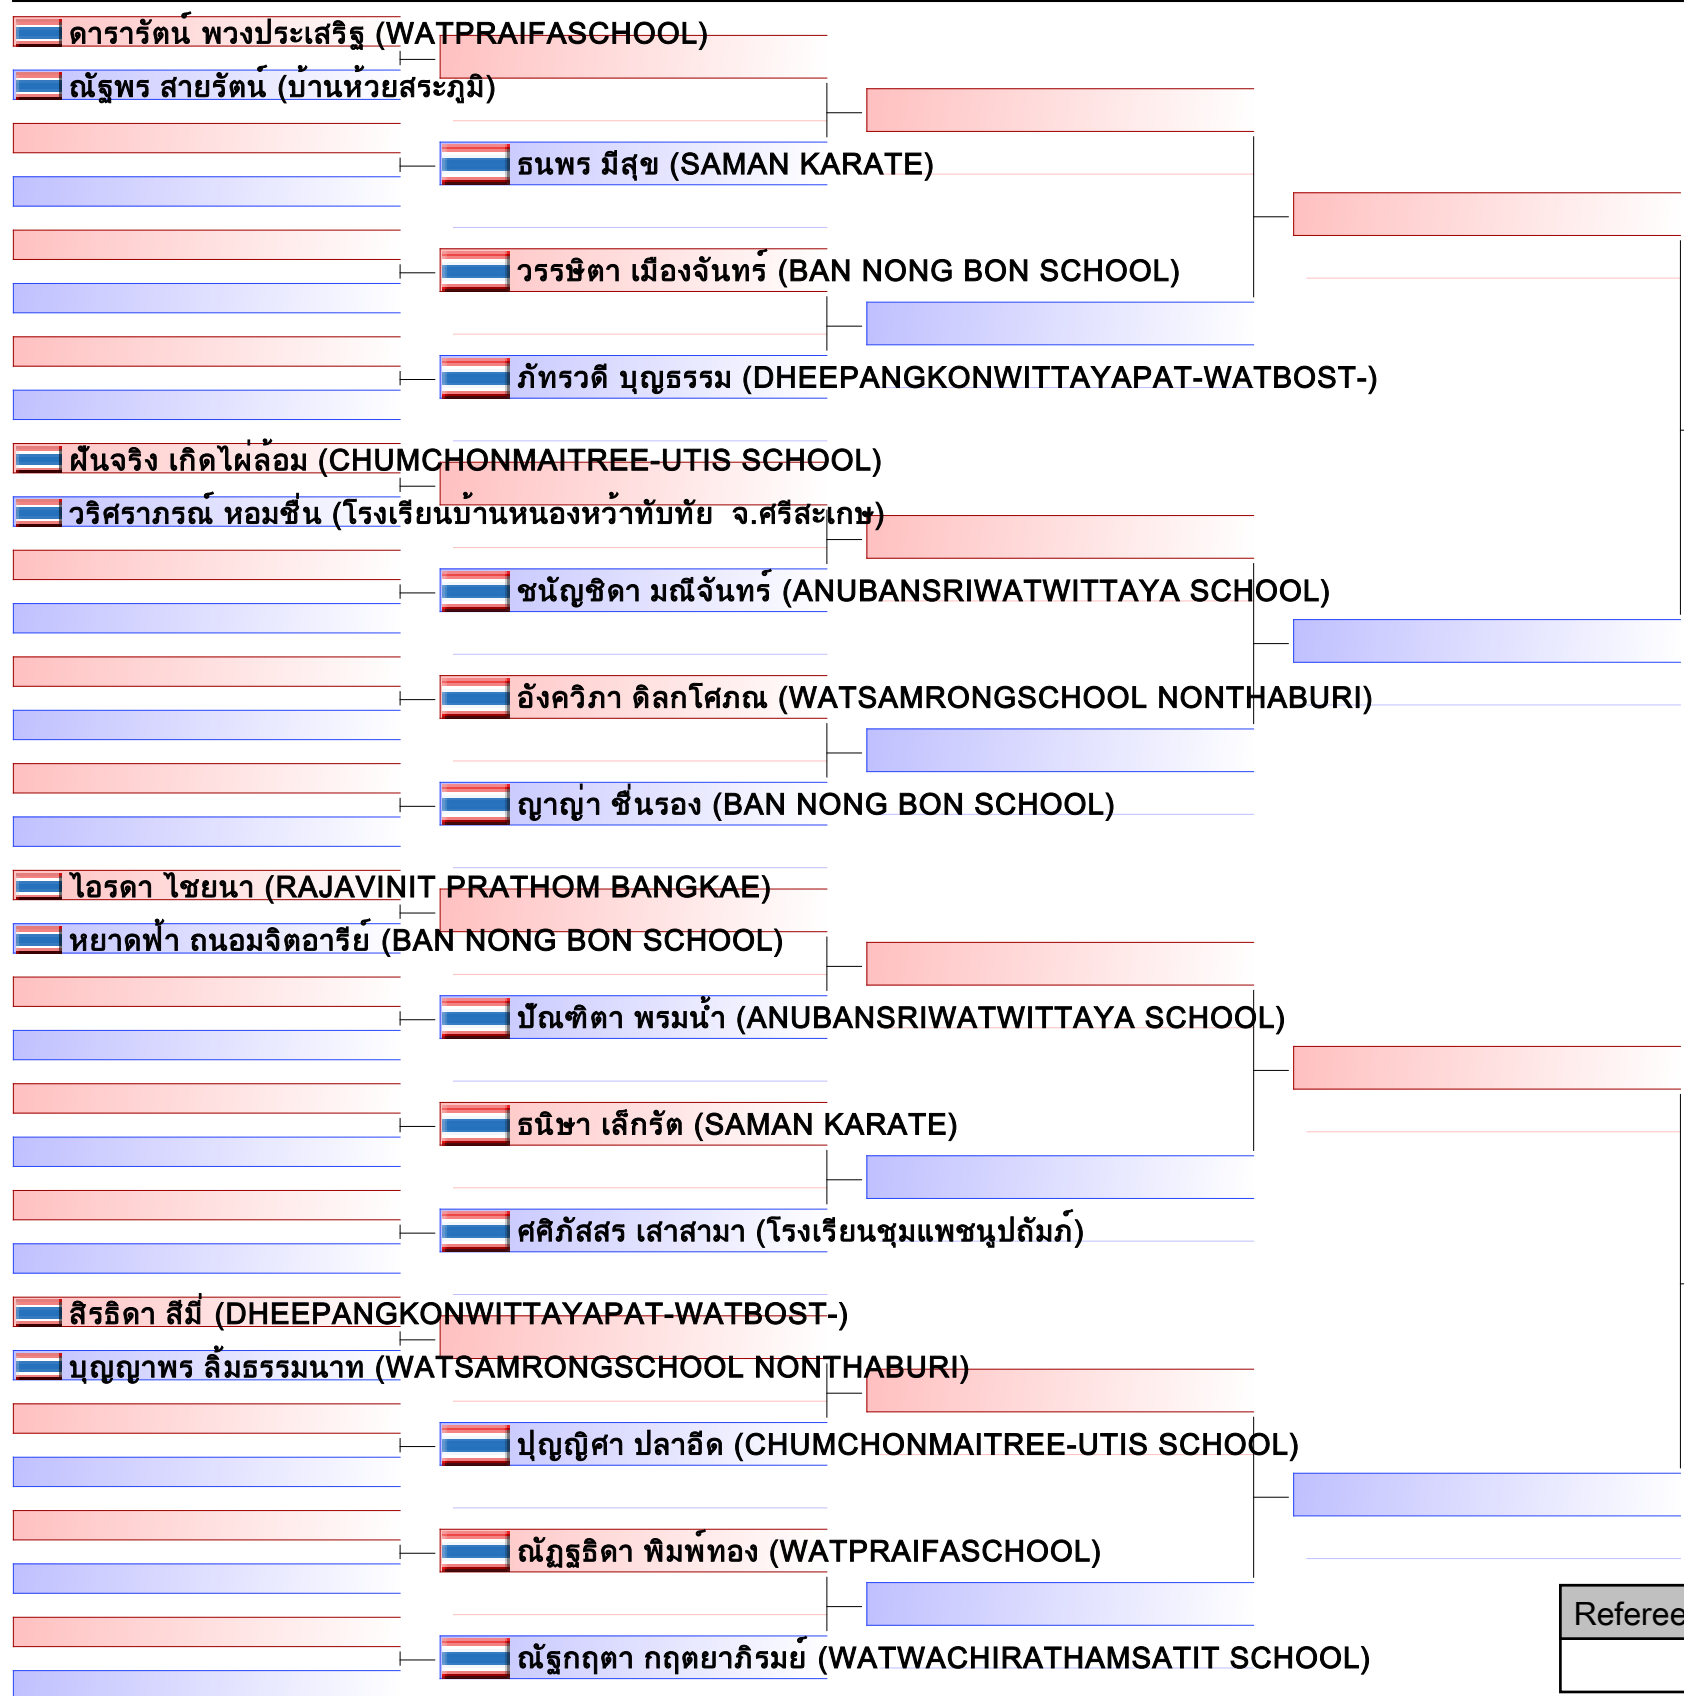 ดารารัตน์ พวงประเสริฐ (WATPRAIFASCHOOL)
ณัฐพร สายรัตน์ (บ้านห้วยสระภูมิ)
ธนพร มีสุข (SAMAN KARATE)
วรรษิตา เมืองจันทร์ (BAN NONG BON SCHOOL)
ภัทรวดี บุญธรรม (DHEEPANGKONWITTAYAPAT-WATBOST-)
ฝันจริง เกิดไผ่ล้อม (CHUMCHONMAITREE-UTIS SCHOOL)
วริศราภรณ์ หอมชื่น (โรงเรียนบ้านหนองหว้าทับทัย  จ.ศรีสะเกษ)
ชนัญชิดา มณีจันทร์ (ANUBANSRIWATWITTAYA SCHOOL)
อังควิภา ดิลกโศภณ (WATSAMRONGSCHOOL NONTHABURI)
ญาญ่า ชื่นรอง (BAN NONG BON SCHOOL)
ไอรดา ไชยนา (RAJAVINIT PRATHOM BANGKAE)
หยาดฟ้า ถนอมจิตอารีย์ (BAN NONG BON SCHOOL)
ปัณฑิตา พรมน้ำ (ANUBANSRIWATWITTAYA SCHOOL)
ธนิษา เล็กรัต (SAMAN KARATE)
ศศิภัสสร เสาสามา (โรงเรียนชุมแพชนูปถัมภ์)
สิรธิดา สีมี่ (DHEEPANGKONWITTAYAPAT-WATBOST-)
บุญญาพร ลิ้มธรรมนาท (WATSAMRONGSCHOOL NONTHABURI)
ปุญญิศา ปลาอีด (CHUMCHONMAITREE-UTIS SCHOOL)
ณัฏฐธิดา พิมพ์ทอง (WATPRAIFASCHOOL)
ณัฐกฤตา กฤตยาภิรมย์ (WATWACHIRATHAMSATIT SCHOOL)
Referee